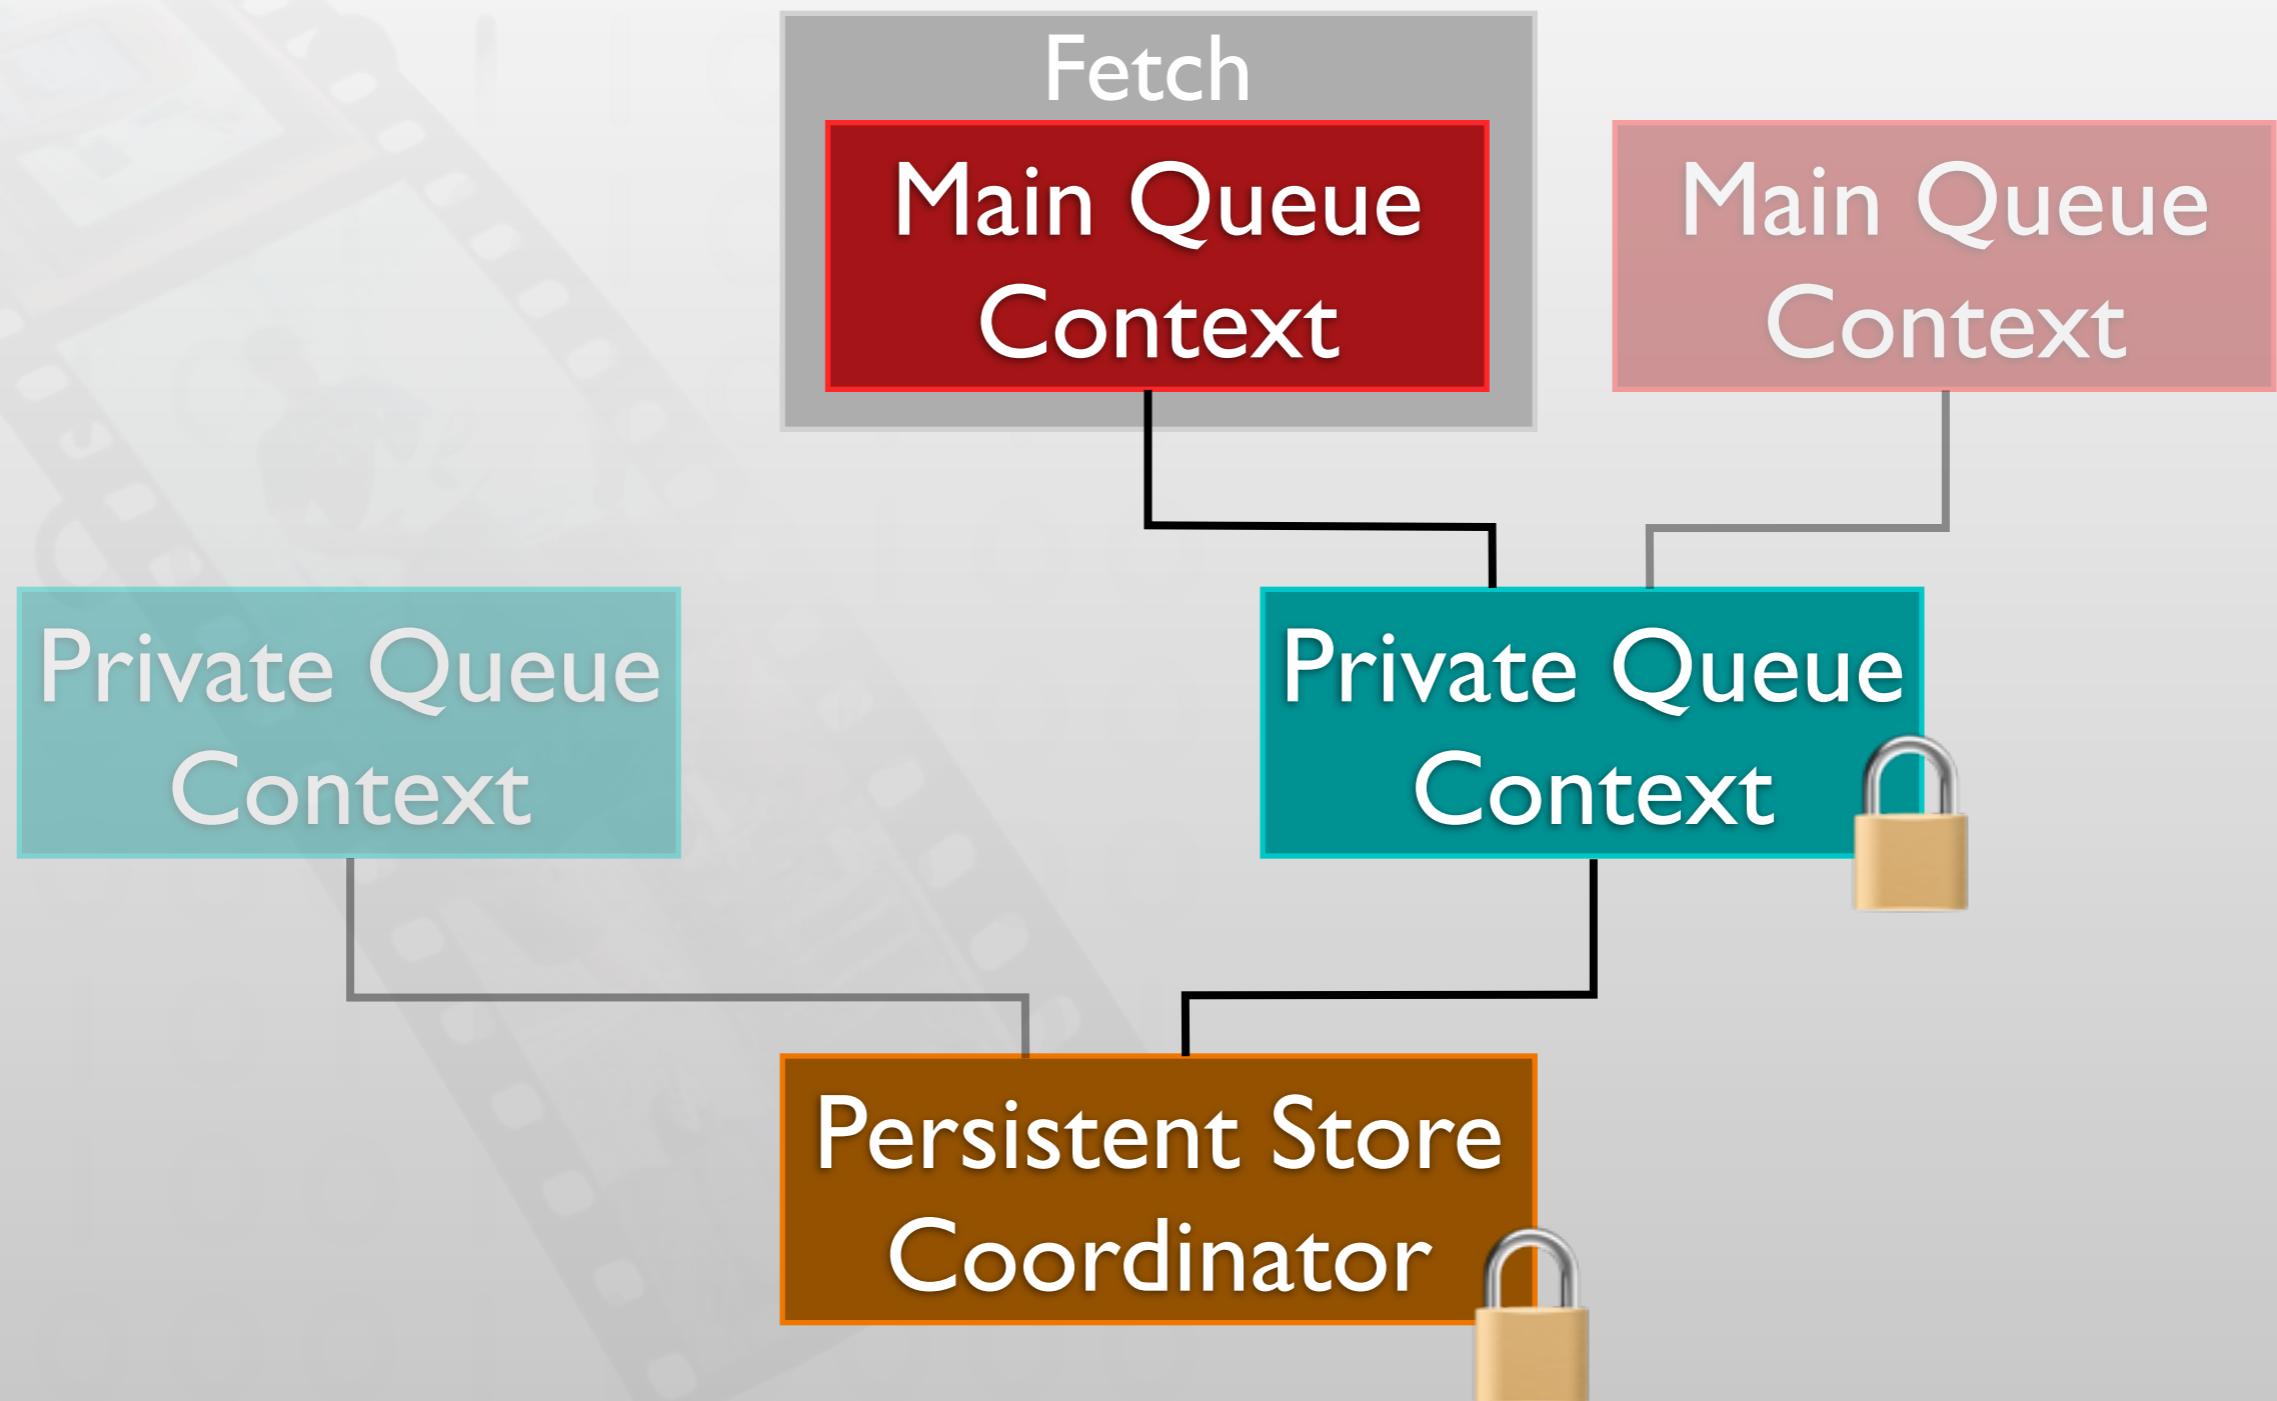 Fetch
Main Queue
Context
Main Queue
Context
Private Queue
Context
Private Queue
Context
Persistent Store
Coordinator